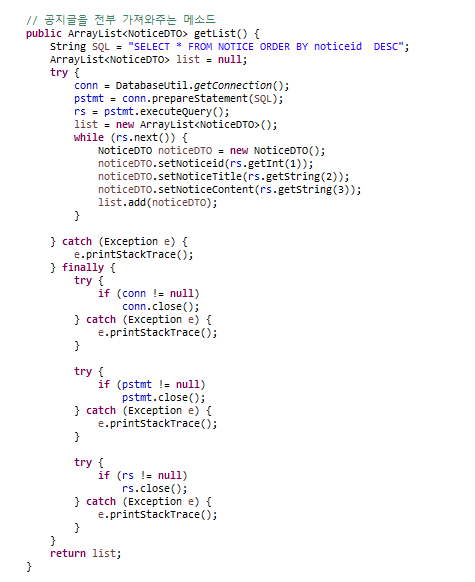 // 공지글을 전부 가져와주는 메소드
public ArrayList<NoticeDTO> getList() {
    String SQL = "SELECT * FROM NOTICE ORDER BY noticeid  DESC";
    ArrayList<NoticeDTO> list = null;
    try {
        conn = DatabaseUtil.getConnection();
        pstmt = conn.prepareStatement(SQL);
        rs = pstmt.executeQuery();
        list = new ArrayList<NoticeDTO>();
        while (rs.next()) {
            NoticeDTO noticeDTO = new NoticeDTO();
            noticeDTO.setNoticeid(rs.getInt(1));
            noticeDTO.setNoticeTitle(rs.getString(2));
            noticeDTO.setNoticeContent(rs.getString(3));
            list.add(noticeDTO);
        }

    } catch (Exception e) {
        e.printStackTrace();
    } finally {
        try {
            if (conn != null)
                conn.close();
        } catch (Exception e) {
            e.printStackTrace();
        }

        try {
            if (pstmt != null)
                pstmt.close();
        } catch (Exception e) {
            e.printStackTrace();
        }

        try {
            if (rs != null)
                rs.close();
        } catch (Exception e) {
            e.printStackTrace();
        }
    }
    return list;
}